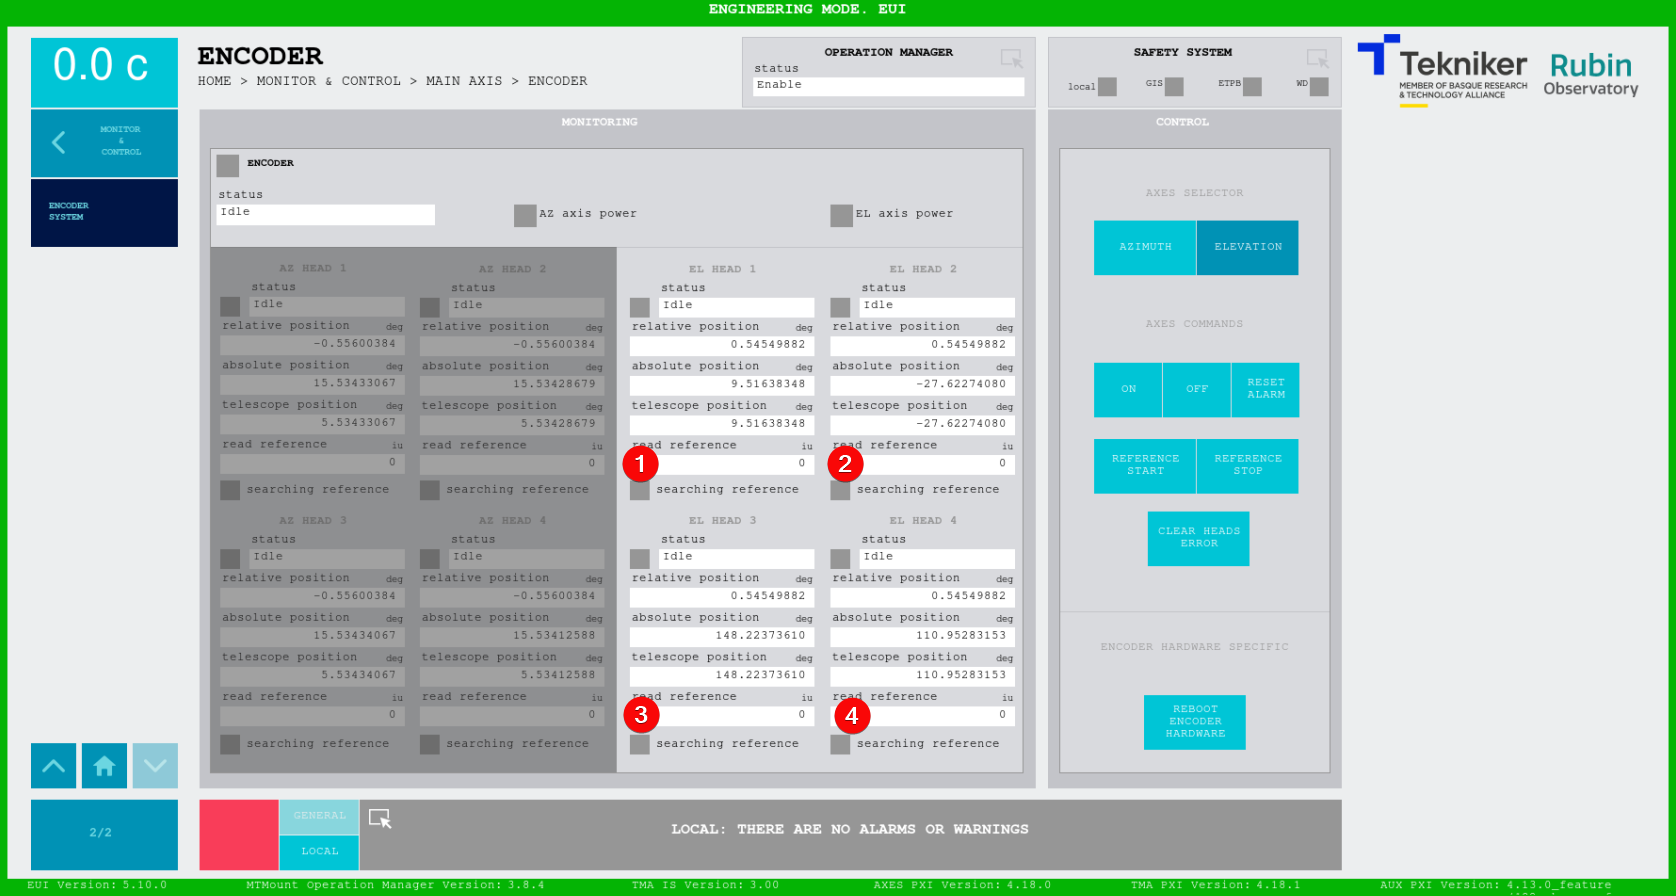 ENGINEERING MODE. EUI
0.0 c
ENCODER
HOME > MONITOR & CONTROL > MAIN AXIS > ENCODER
OPERATION MANAGER
status
Enable
SAFETY SYSTEM
local GIS ETPB WD
Tekniker
MEMBER OF BASQUE RESEARCH
& TECHNOLOGY ALLIANCE
Rubin
Observatory
MONITOR
&
CONTROL
ENCODER
SYSTEM
MONITORING
ENCODER
status
Idle
AZ axis power
EL axis power
AZ HEAD 1
status
Idle
relative position deg
-0.55600384
absolute position deg
15.53433067
telescope position deg
5.53433067
read reference iu
0
searching reference
AZ HEAD 2
status
Idle
relative position deg
-0.55600384
absolute position deg
15.53428679
telescope position deg
5.53428679
read reference iu
0
searching reference
EL HEAD 1
status
Idle
relative position deg
0.54549882
absolute position deg
9.51638348
telescope position deg
9.51638348
read reference iu
1 0
searching reference
EL HEAD 2
status
Idle
relative position deg
0.54549882
absolute position deg
-27.62274080
telescope position deg
-27.62274080
read reference iu
2 0
searching reference
AZ HEAD 3
status
Idle
relative position deg
-0.55600384
absolute position deg
15.53434067
telescope position deg
5.53434067
read reference iu
0
searching reference
AZ HEAD 4
status
Idle
relative position deg
-0.55600384
absolute position deg
15.53412588
telescope position deg
5.53412588
read reference iu
0
searching reference
EL HEAD 3
status
Idle
relative position deg
0.54549882
absolute position deg
148.22373610
telescope position deg
148.22373610
read reference iu
3 0
searching reference
EL HEAD 4
status
Idle
relative position deg
0.54549882
absolute position deg
110.95283153
telescope position deg
110.95283153
read reference iu
4 0
searching reference
CONTROL
AXES SELECTOR
AZIMUTH ELEVATION
AXES COMMANDS
ON OFF RESET
ALARM
REFERENCE
START
REFERENCE
STOP
CLEAR HEADS
ERROR
ENCODER HARDWARE SPECIFIC
REBOOT
ENCODER
HARDWARE
2/2
GENERAL
LOCAL
LOCAL: THERE ARE NO ALARMS OR WARNINGS
EUI Version: 5.10.0 MTMount Operation Manager Version: 3.8.4 TMA IS Version: 3.00 AXES PXI Version: 4.18.0 TMA PXI Version: 4.18.1 AUX PXI Version: 4.13.0_feature